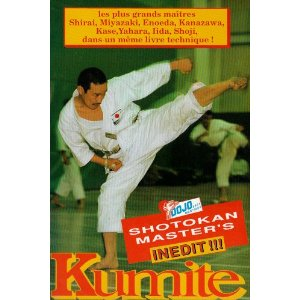 les plus grands maîtres
Shirai, Miyazaki, Enoeda, Kanazawa,
Kase, Yahara, Iida, Shoji,
dans un même livre technique !
DOJO
SHOTOKAN
MASTER'S
INEDIT!!!
Kumite